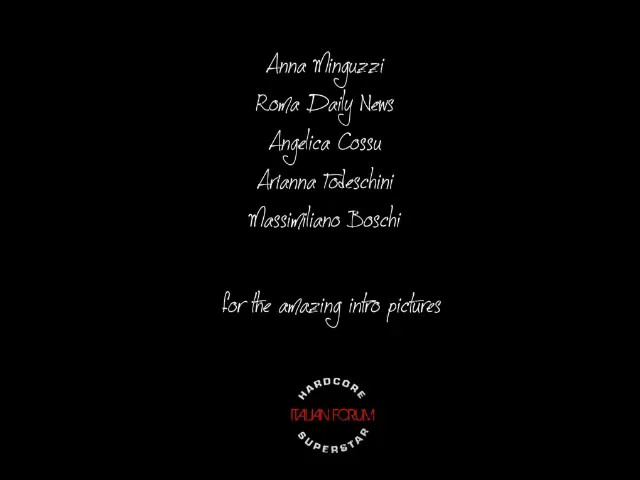 Anna Minguzzi
Roma Daily News
Angelica Cossu
Arianna Todeschini
Massimiliano Boschi
for the amazing intro pictures
HARDCORE
ITALIAN FORUM
SUPERSTAR